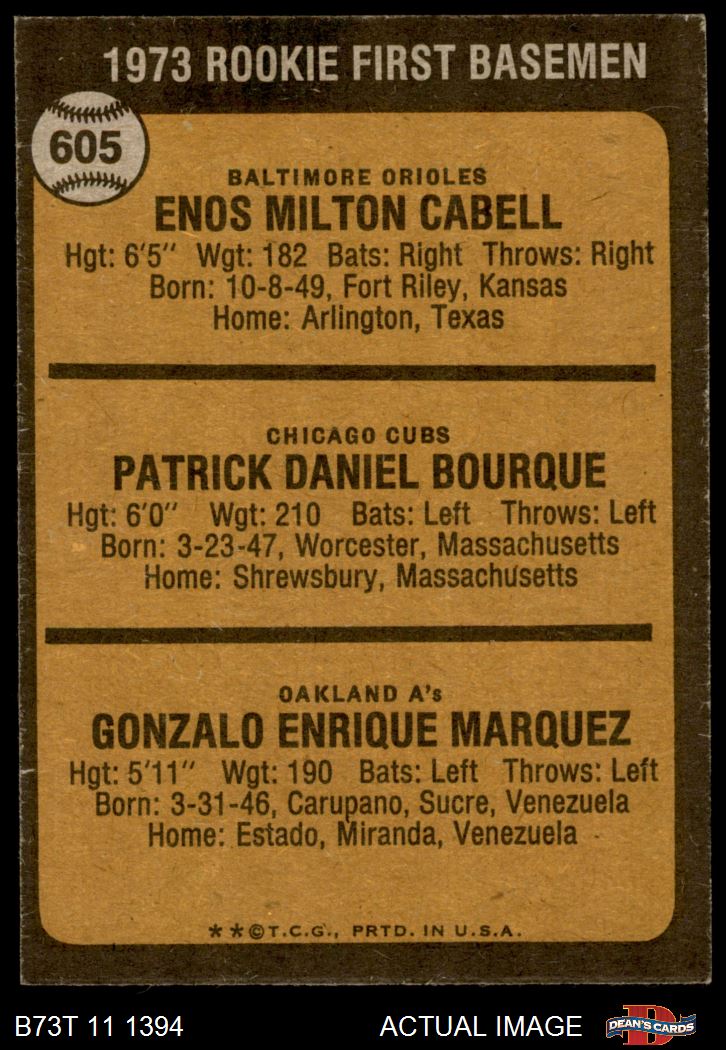 1973 ROOKIE FIRST BASEMEN
605
BALTIMORE ORIOLES
ENOS MILTON CABELL
Hgt: 6'5" Wgt: 182 Bats: Right Throws: Right
Born: 10-8-49, Fort Riley, Kansas
Home: Arlington, Texas
CHICAGO CUBS
PATRICK DANIEL BOURQUE
Hgt: 6'0" Wgt: 210 Bats: Left Throws: Left
Born: 3-23-47, Worcester, Massachusetts
Home: Shrewsbury, Massachusetts
OAKLAND A's
GONZALO ENRIQUE MARQUEZ
Hgt: 5'11" Wgt: 190 Bats: Left Throws: Left
Born: 3-31-46, Carupano, Sucre, Venezuela
Home: Estado, Miranda, Venezuela
**©T.C.G., PRTD. IN U.S.A.
B73T 11 1394 ACTUAL IMAGE D DEAN'S CARDS